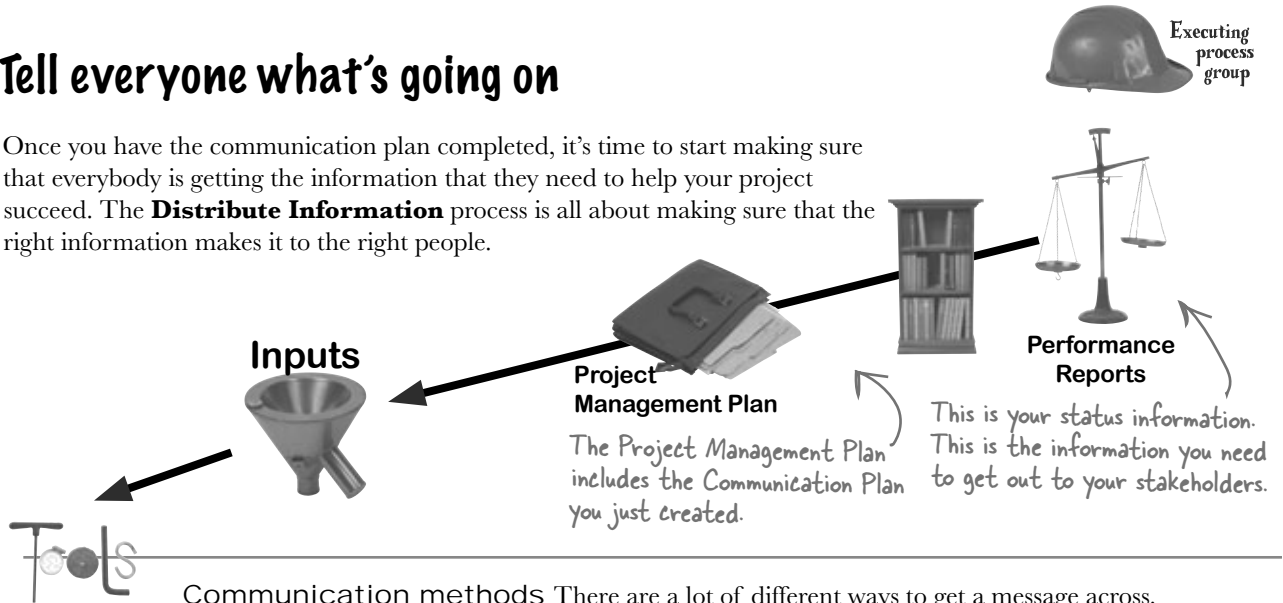 Executing
process
group
Tell everyone what's going on
Once you have the communication plan completed, it's time to start making sure
that everybody is getting the information that they need to help your project
succeed. The Distribute Information process is all about making sure that the
right information makes it to the right people.
Inputs
Project
Management Plan
The Project Management Plan
includes the Communication Plan
you just created.
Performance
Reports
This is your status information.
This is the information you need
to get out to your stakeholders.
Tools
Communication methods There are a lot of different ways to get a message across.